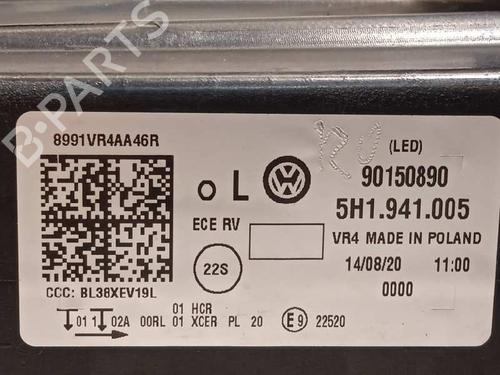 B-PARTS
8991VR4AA46R
(LED)
o L
90150890
5H1.941.005
ECE RV
VR4 MADE IN POLAND
22S
14/08/20 11:00
0000
CCC: BL38XEV19L
01 HCR
01 1 02A 00RL 01 XCER PL 20 E9 22520